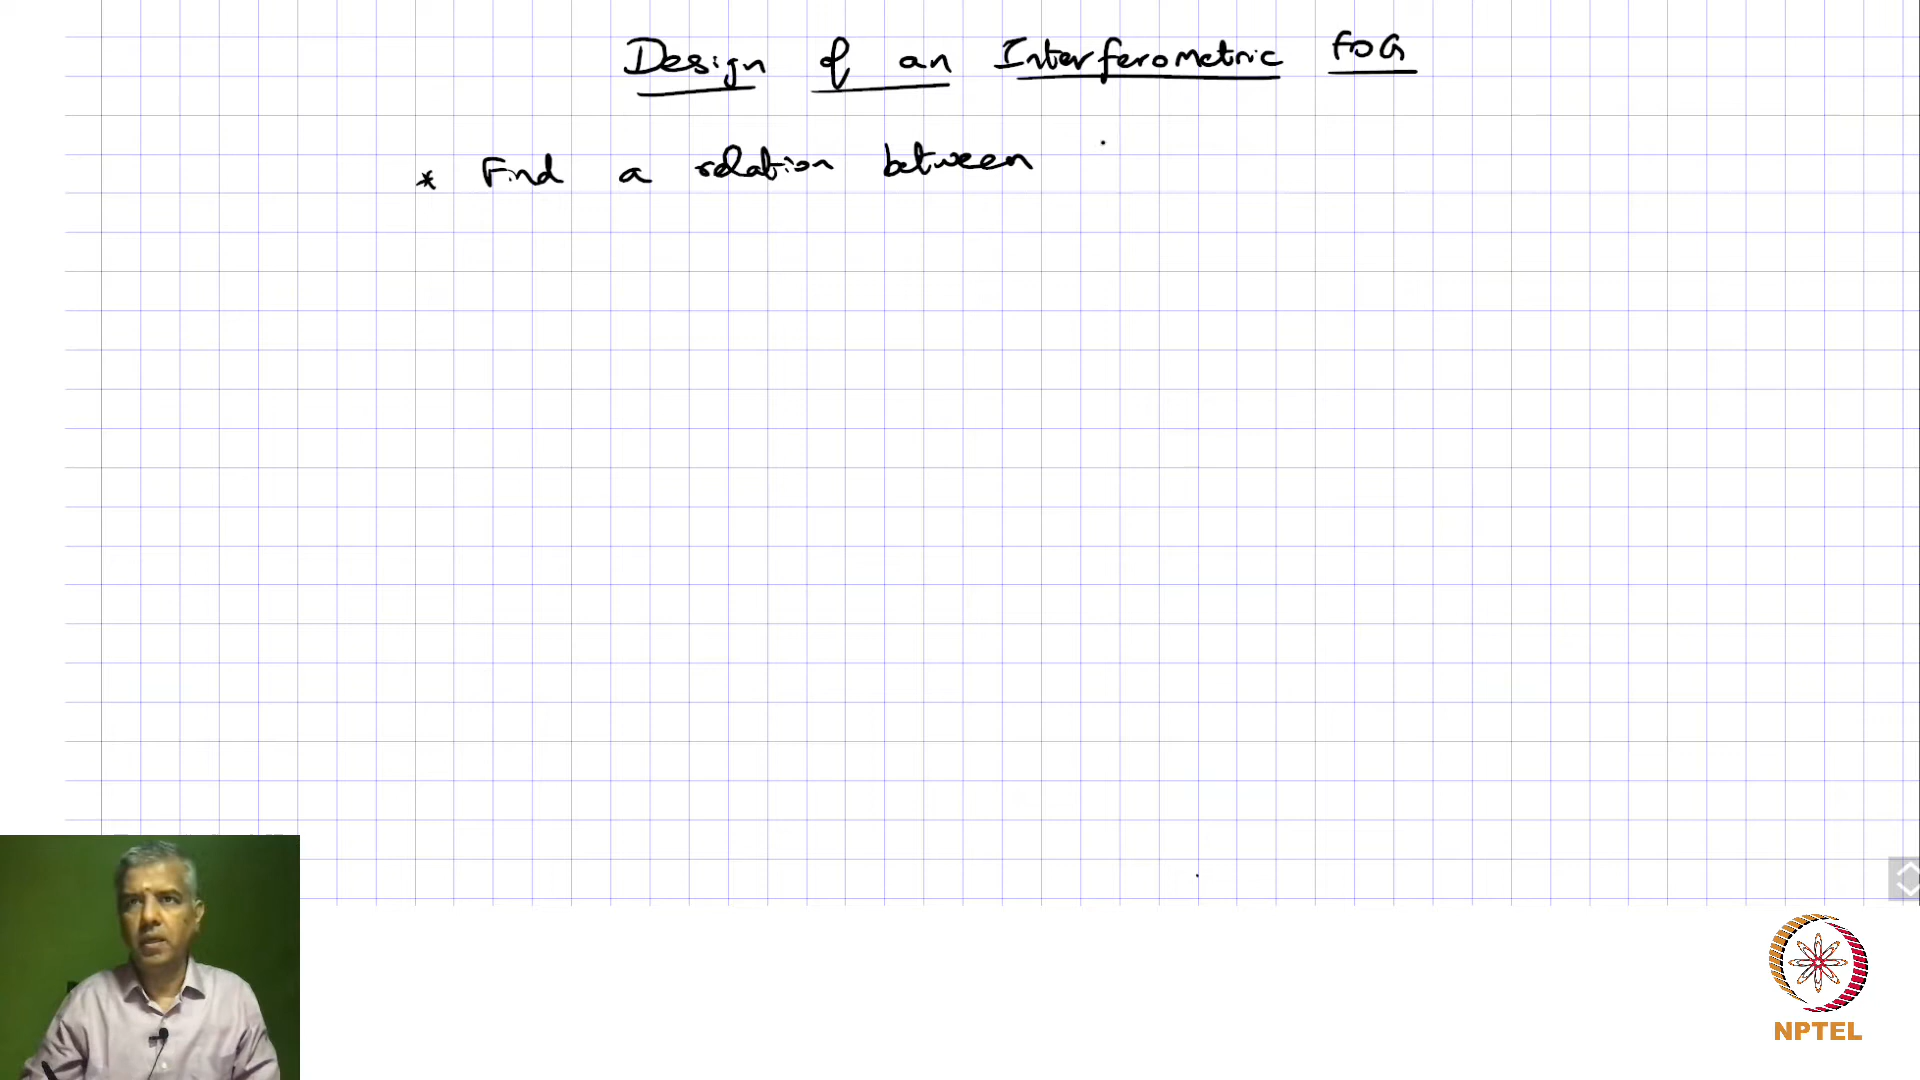 Design of an Interferometric FOG
* Find a relation between
NPTEL